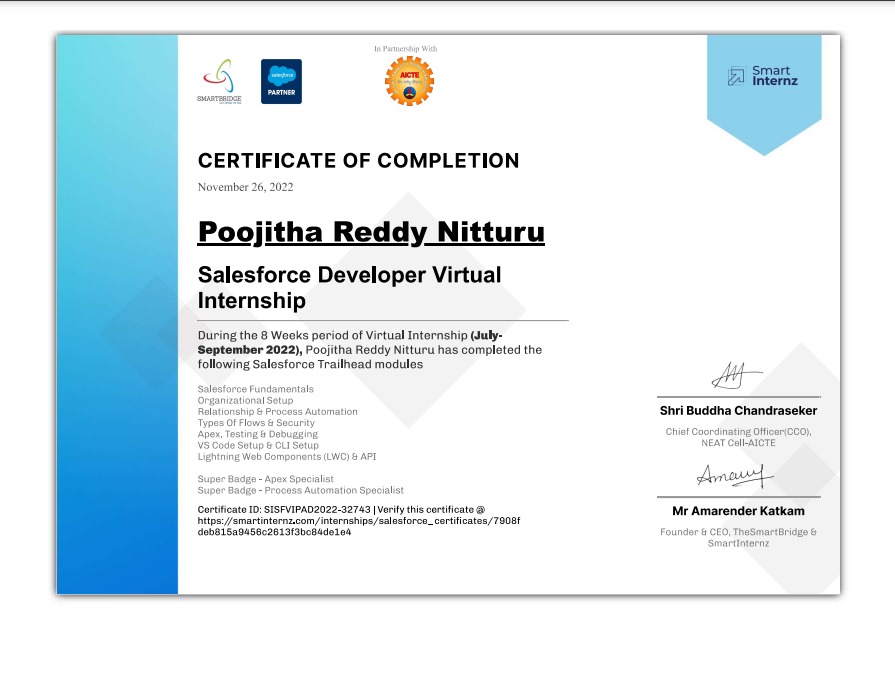 In Partnership With
SMARTBRIDGE
salesforce
PARTNER
AICTE
Smart
Internz
CERTIFICATE OF COMPLETION
November 26, 2022
Poojitha Reddy Nitturu
Salesforce Developer Virtual
Internship
During the 8 Weeks period of Virtual Internship (July-
September 2022), Poojitha Reddy Nitturu has completed the
following Salesforce Trailhead modules
Salesforce Fundamentals
Organizational Setup
Relationship & Process Automation
Types Of Flows & Security
Apex, Testing & Debugging
VS Code Setup & CLI Setup
Lightning Web Components (LWC) & API
Super Badge - Apex Specialist
Super Badge - Process Automation Specialist
Certificate ID: SISFVIPAD2022-32743 | Verify this certificate @
https://smartinternz.com/internships/salesforce_certificates/7908f
deb815a9456c2613f3bc84de1e4
Shri Buddha Chandraseker
Chief Coordinating Officer(CCO),
NEAT Cell-AICTE
Mr Amarender Katkam
Founder & CEO, TheSmartBridge &
SmartInternz